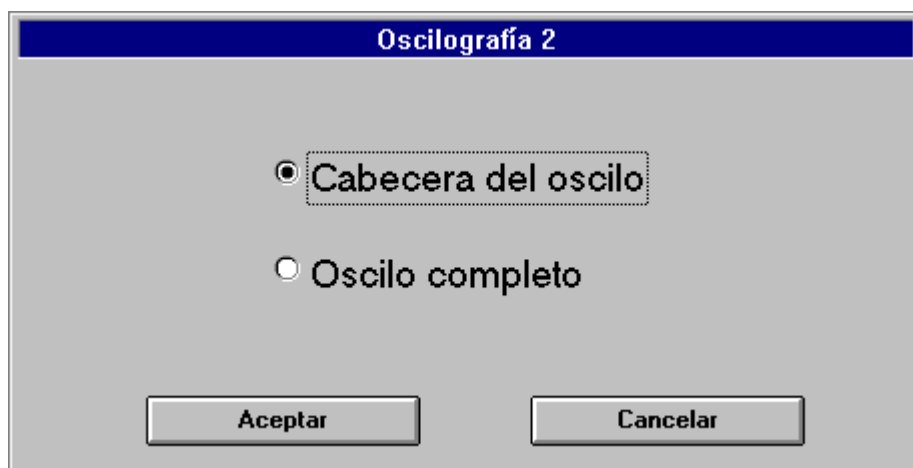 Oscilografía 2
Cabecera del oscilo
Oscilo completo
Aceptar
Cancelar